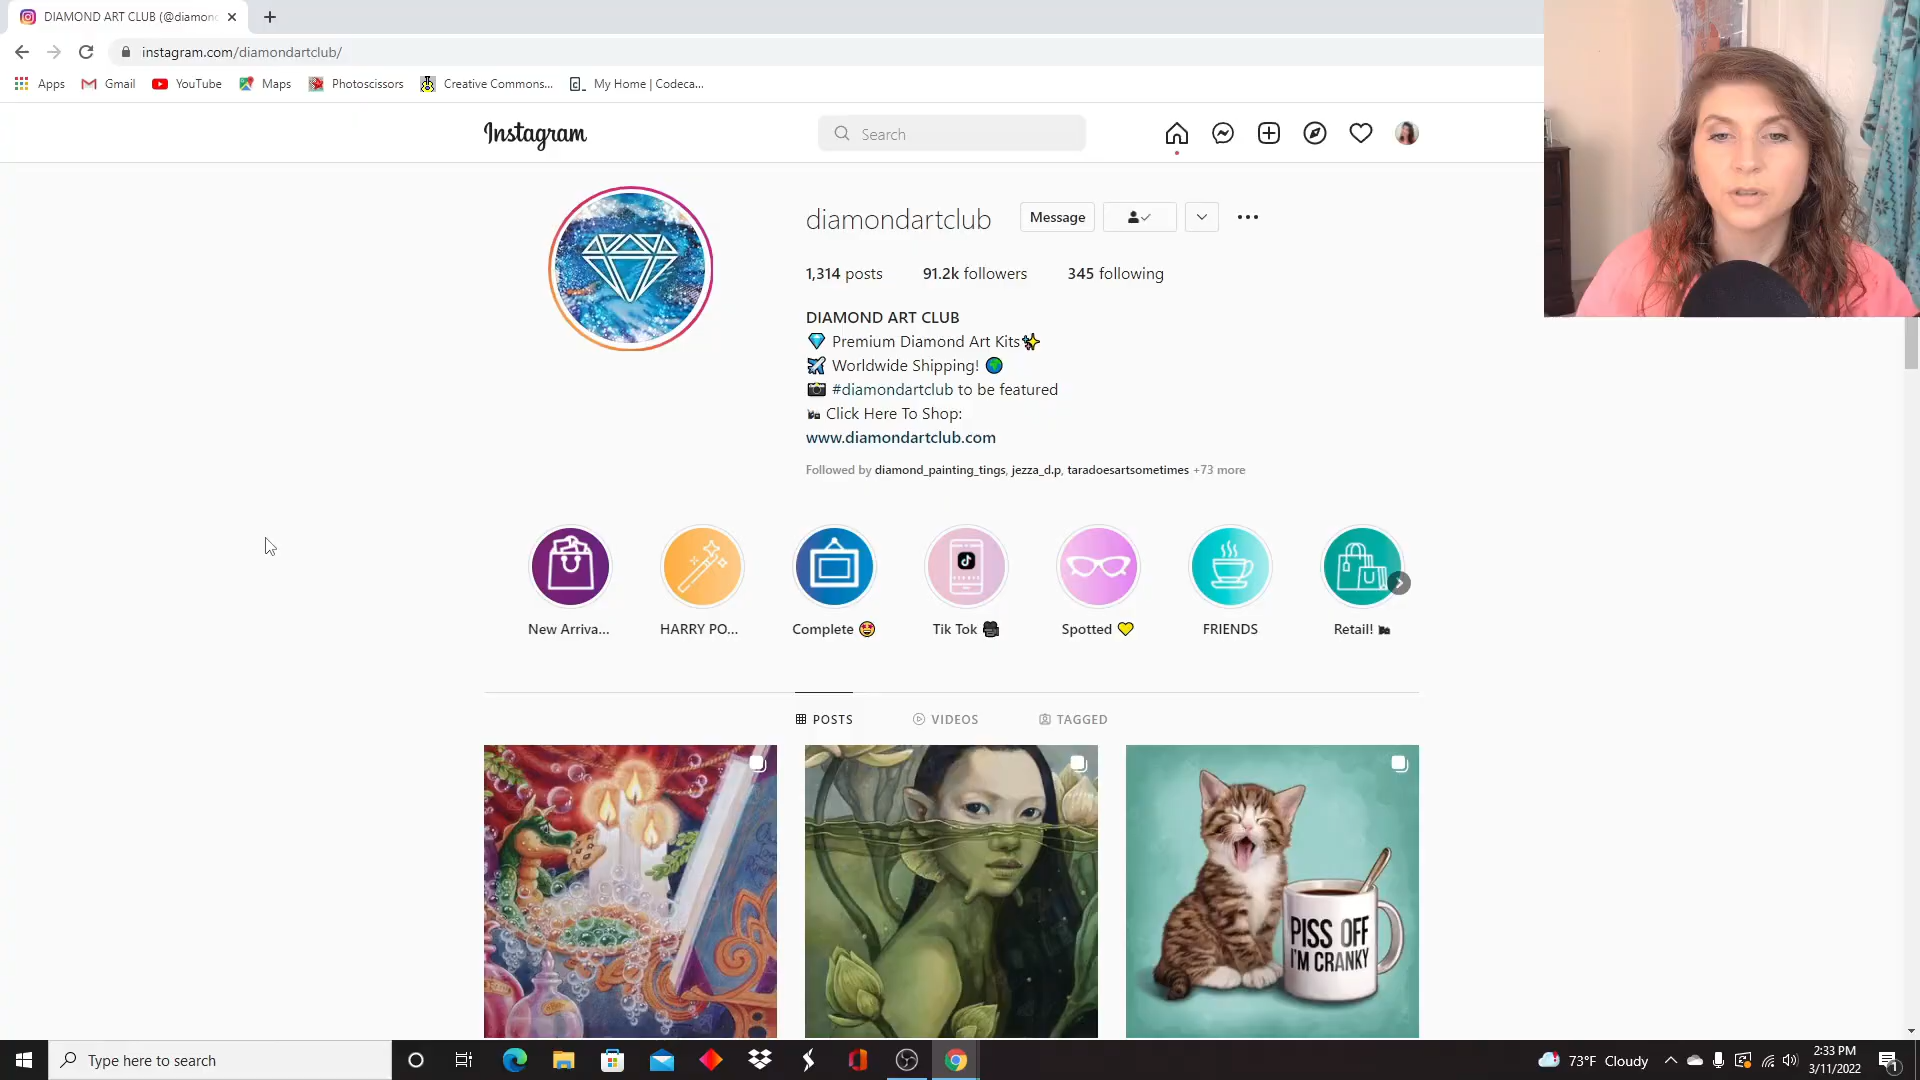 DIAMOND ART CLUB (@diamon
instagram.com/diamondartclub/
Apps Gmail YouTube Maps Photoscissors Creative Commons... My Home | Codeca...
Instagram
Search
diamondartclub Message
1,314 posts 91.2k followers 345 following
DIAMOND ART CLUB
Premium Diamond Art Kits
Worldwide Shipping!
#diamondartclub to be featured
Click Here To Shop:
www.diamondartclub.com
Followed by diamond_painting_tings, jezza_d.p, taradoesartsometimes +73 more
New Arriva... HARRY PO... Complete Tik Tok Spotted FRIENDS Retail!
POSTS VIDEOS TAGGED
PISS OFF
I'M CRANKY
Type here to search
73°F Cloudy
2:33 PM
3/11/2022
1